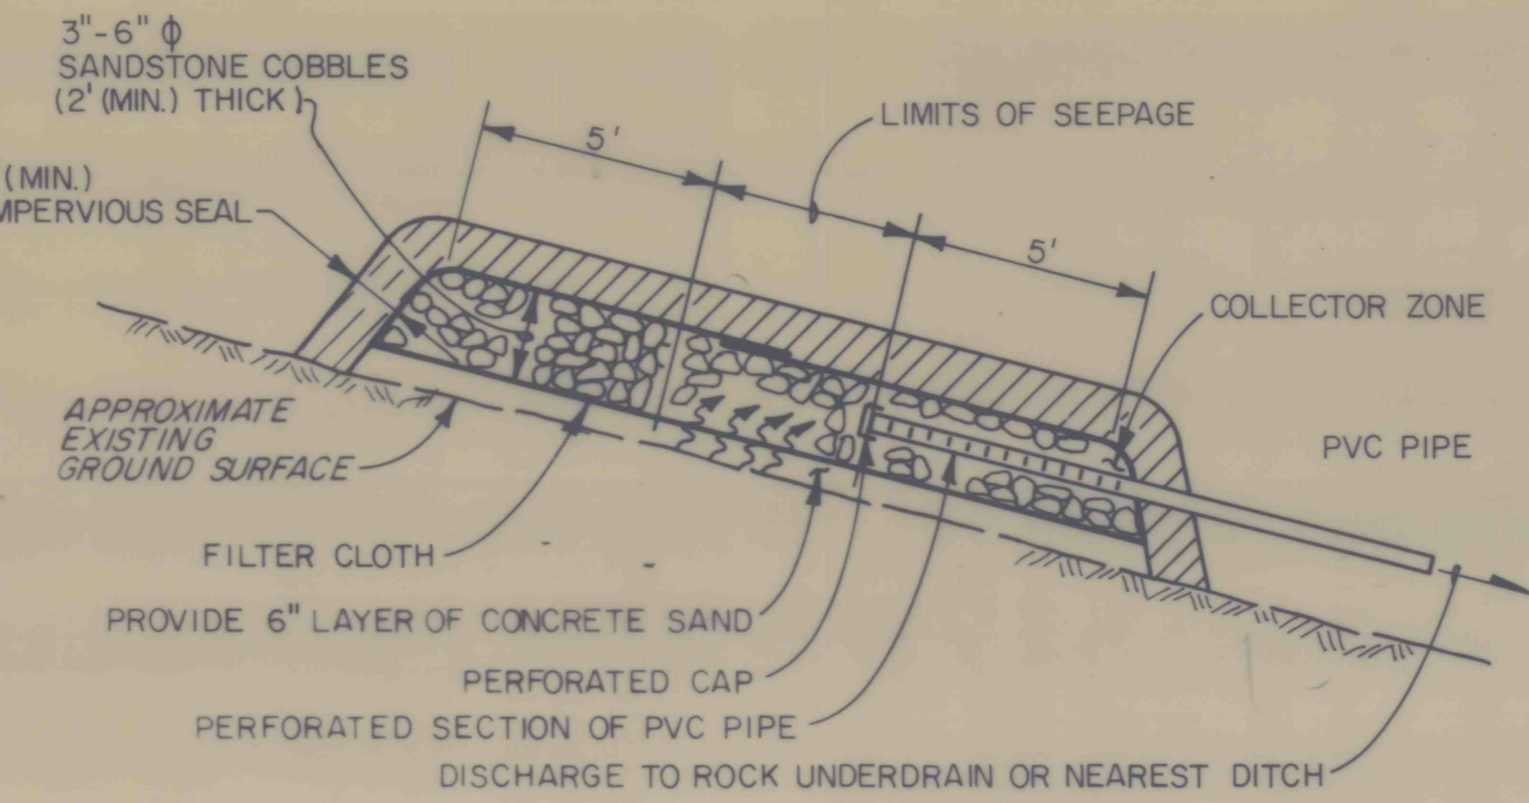 3"-6" ⌀
SANDSTONE COBBLES
(2' (MIN.) THICK)
(MIN.)
MPERVIOUS SEAL
5'
LIMITS OF SEEPAGE
5'
COLLECTOR ZONE
APPROXIMATE
EXISTING
GROUND SURFACE
PVC PIPE
FILTER CLOTH
PROVIDE 6" LAYER OF CONCRETE SAND
PERFORATED CAP
PERFORATED SECTION OF PVC PIPE
DISCHARGE TO ROCK UNDERDRAIN OR NEAREST DITCH